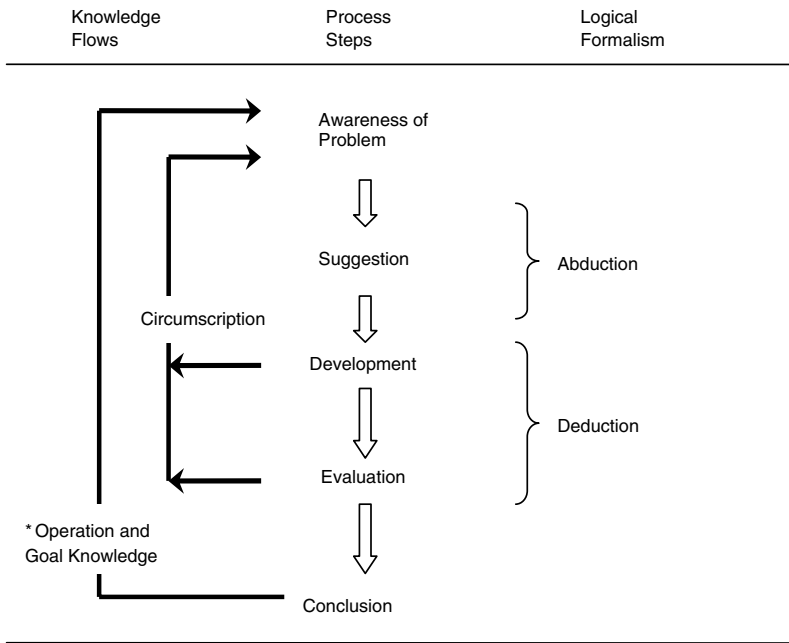 Knowledge
Flows
Process
Steps
Logical
Formalism
Awareness of
Problem
Suggestion
Abduction
Circumscription
Development
Deduction
Evaluation
* Operation and
Goal Knowledge
Conclusion